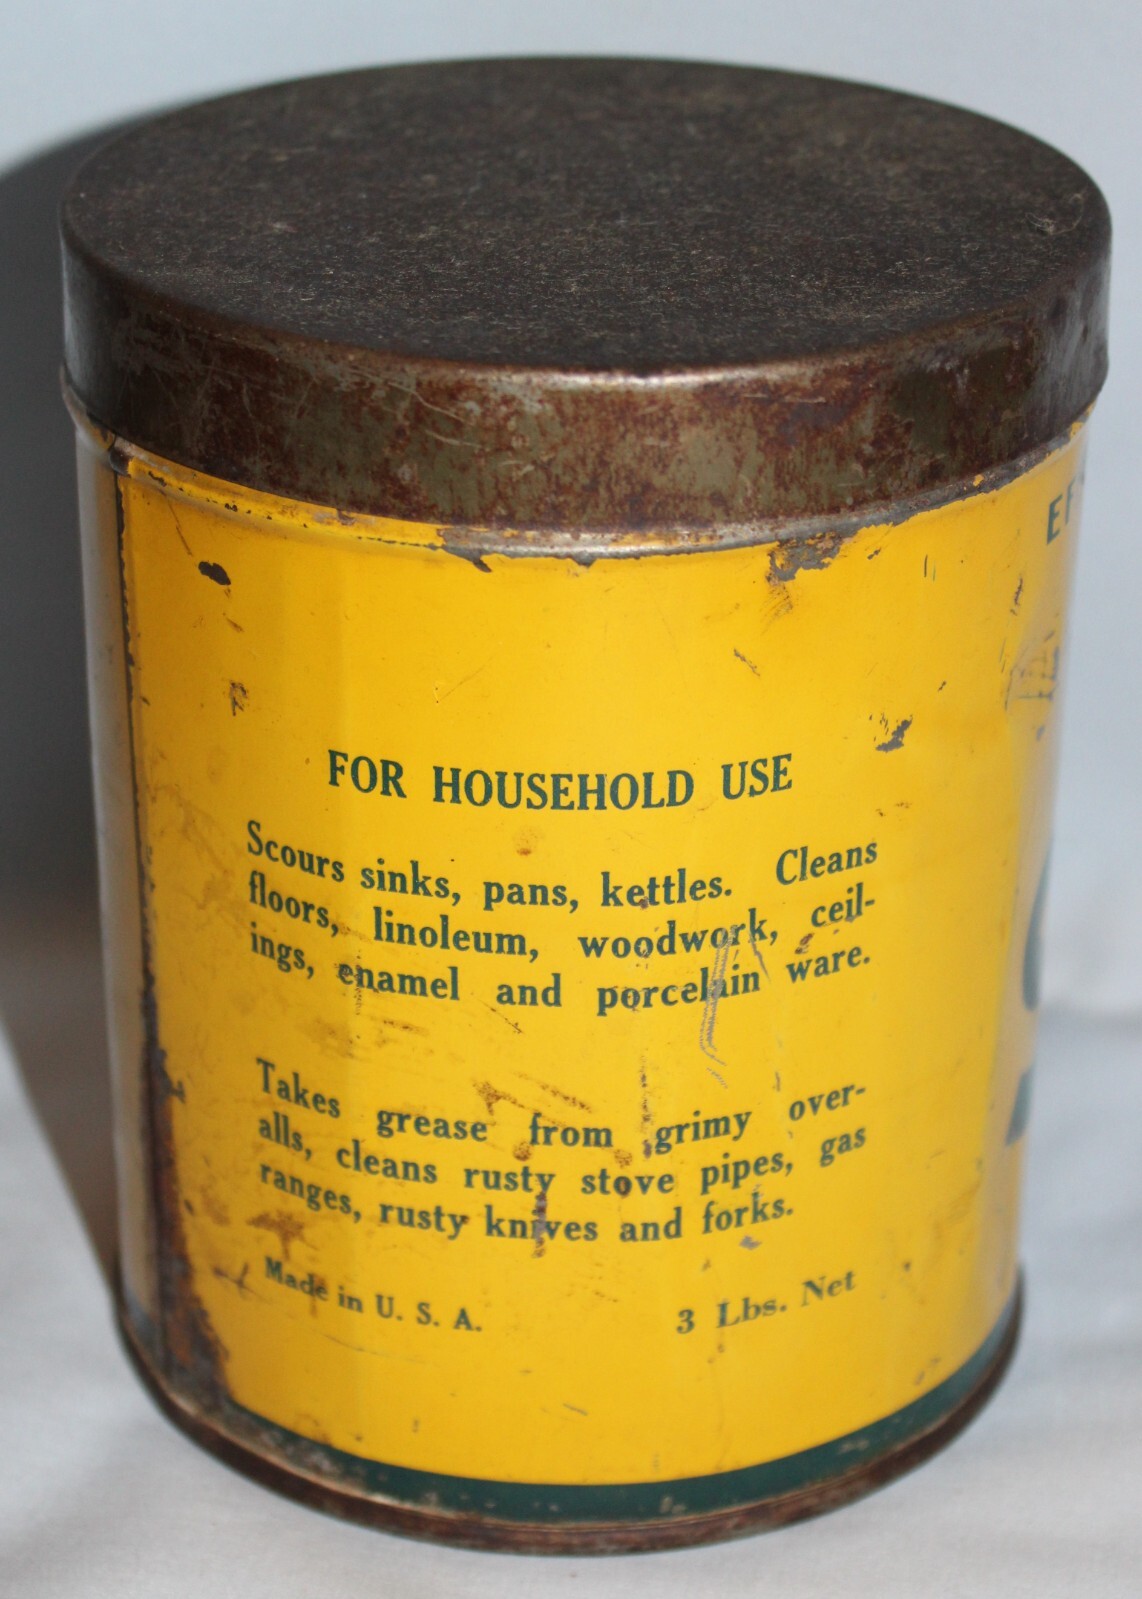 FOR HOUSEHOLD USE
Scours sinks, pans, kettles. Cleans
floors, linoleum, woodwork, ceil-
ings, enamel and porcelain ware.
Takes grease from grimy over-
alls, cleans rusty stove pipes, gas
ranges, rusty knives and forks.
Made in U. S. A. 3 Lbs. Net